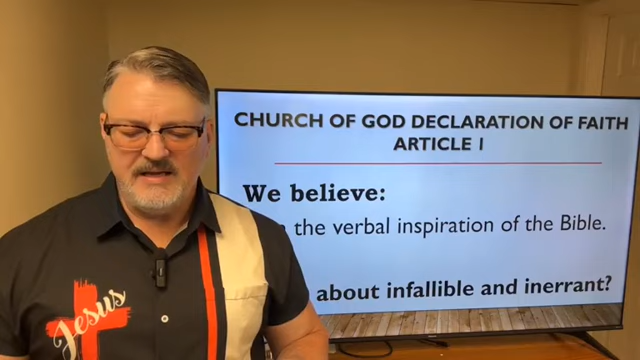 CHURCH OF GOD DECLARATION OF FAITH
ARTICLE I
We believe:
the verbal inspiration of the Bible.
about infallible and inerrant?
Jesus